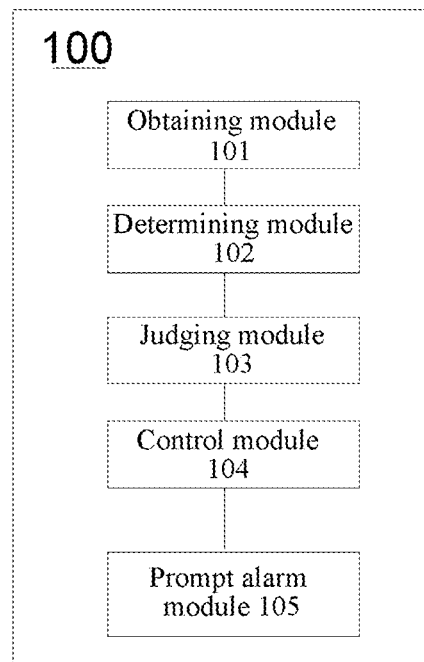 100
Obtaining module
101
Determining module
102
Judging module
103
Control module
104
Prompt alarm
module 105